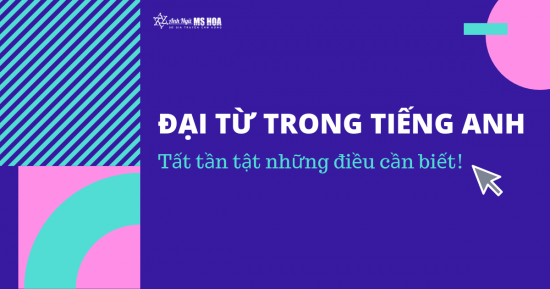 Anh Ngữ MS HOA
ĐẠI TỪ TRONG TIẾNG ANH
Tất tần tật những điều cần biết!